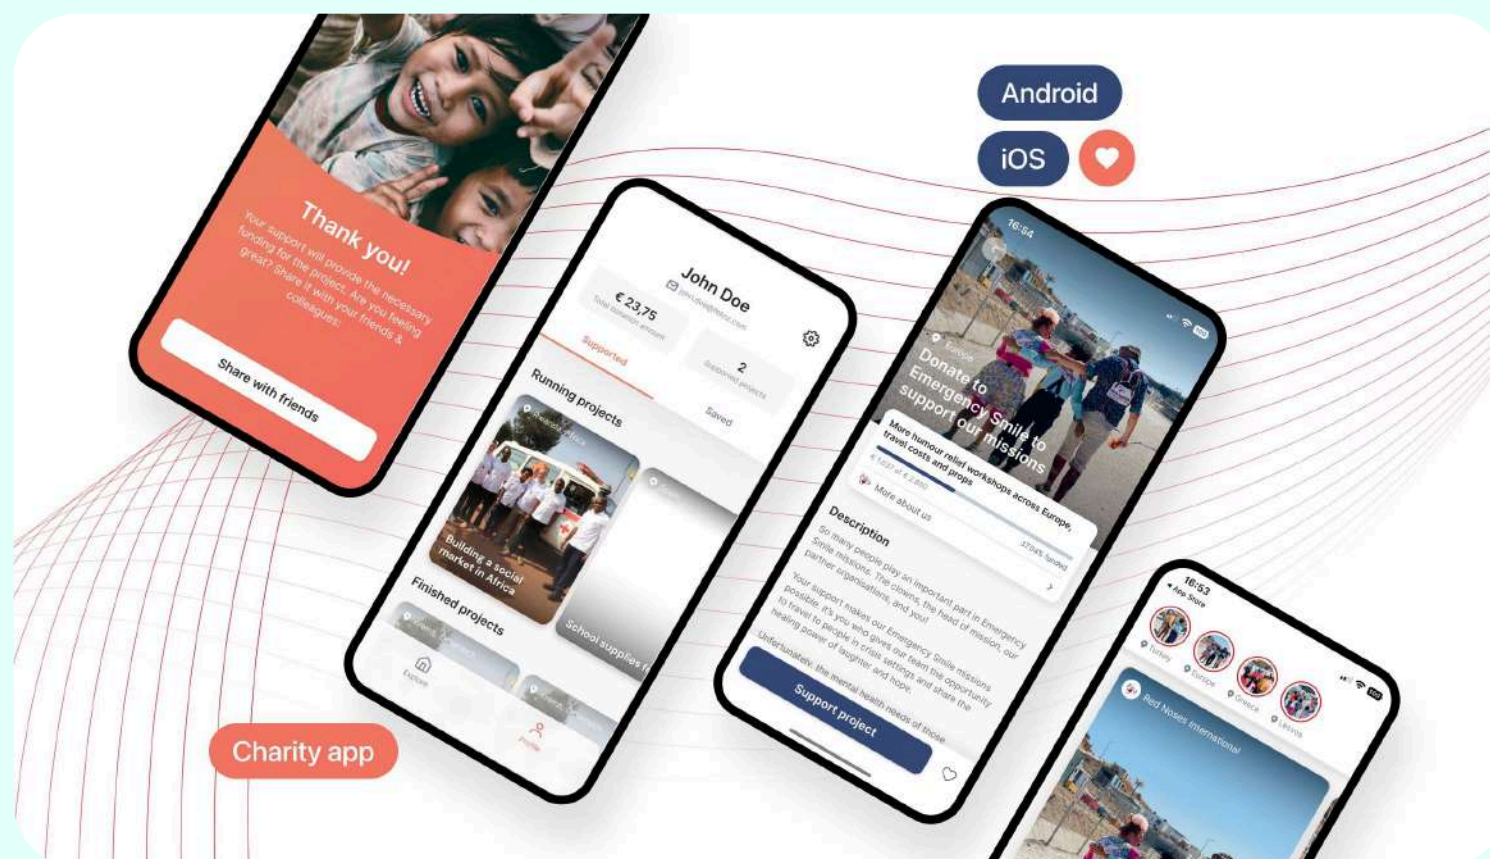 Android
iOS
Charity app
Thank you!
Your support will provide the necessary
funding for the project. Are you feeling
great? Share it with your friends &
colleagues:
Share with friends
John Doe
€ 23,75
Total donation amount
2
Supported projects
Supported
Saved
Running projects
Africa
Building a social
market in Africa
School supplies
Finished projects
Explore
Profile
16:54
100
Europe
Donate to
Emergency Smile to
support our missions
More humour relief workshops across Europe,
travel costs and props
37.04% funded
More about us
Description
So many people play an important part in Emergency
Smile missions. The clowns, the head of mission, our
partner organisations, and you!
Your support makes our Emergency Smile missions
possible. It's you who gives our team the opportunity
to travel to people in crisis settings and share the
healing power of laughter and hope.
Unfortunately, the mental health needs of those
Support project
16:53
App Store
100
Turkey
Europe
Greece
Lesvos
Red Noses International